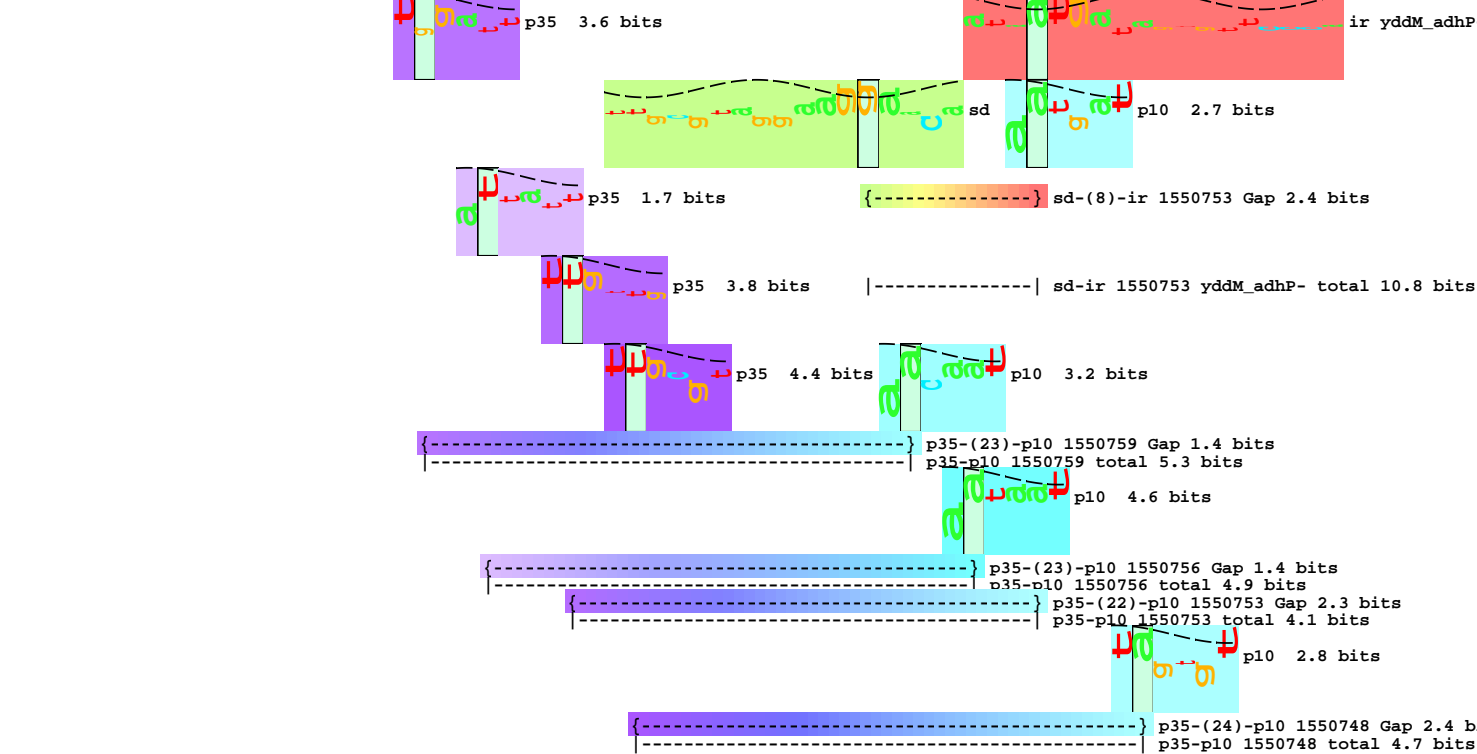 p35 3.6 bits
ir yddM_adhP
sd
p10 2.7 bits
p35 1.7 bits
{----------------} sd-(8)-ir 1550753 Gap 2.4 bits
p35 3.8 bits
|---------------| sd-ir 1550753 yddM_adhP- total 10.8 bits
p35 4.4 bits
p10 3.2 bits
{---------------------------------------------} p35-(23)-p10 1550759 Gap 1.4 bits
|---------------------------------------------| p35-p10 1550759 total 5.3 bits
p10 4.6 bits
{---------------------------------------------} p35-(23)-p10 1550756 Gap 1.4 bits
|---------------------------------------------| p35-p10 1550756 total 4.9 bits
{-------------------------------------------} p35-(22)-p10 1550753 Gap 2.3 bits
|-------------------------------------------| p35-p10 1550753 total 4.1 bits
p10 2.8 bits
{-----------------------------------------------} p35-(24)-p10 1550748 Gap 2.4 b
|-----------------------------------------------| p35-p10 1550748 total 4.7 bits